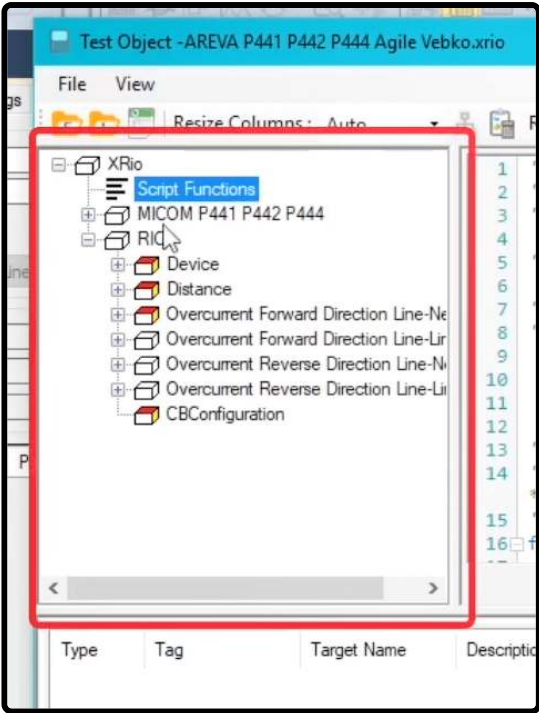 Test Object -AREVA P441 P442 P444 Agile Vebko.xrio
File View
gs
Resize Columns: Auto
XRio
Script Functions
MICOM P441 P442 P444
RIO
Device
Distance
Overcurrent Forward Direction Line-Ne
Overcurrent Forward Direction Line-Lin
Overcurrent Reverse Direction Line-Ne
Overcurrent Reverse Direction Line-Lin
CBConfiguration
1
2
3
4
5
6
7
8
9
10
11
12
13
14
15
16 f
Type Tag Target Name Descriptio